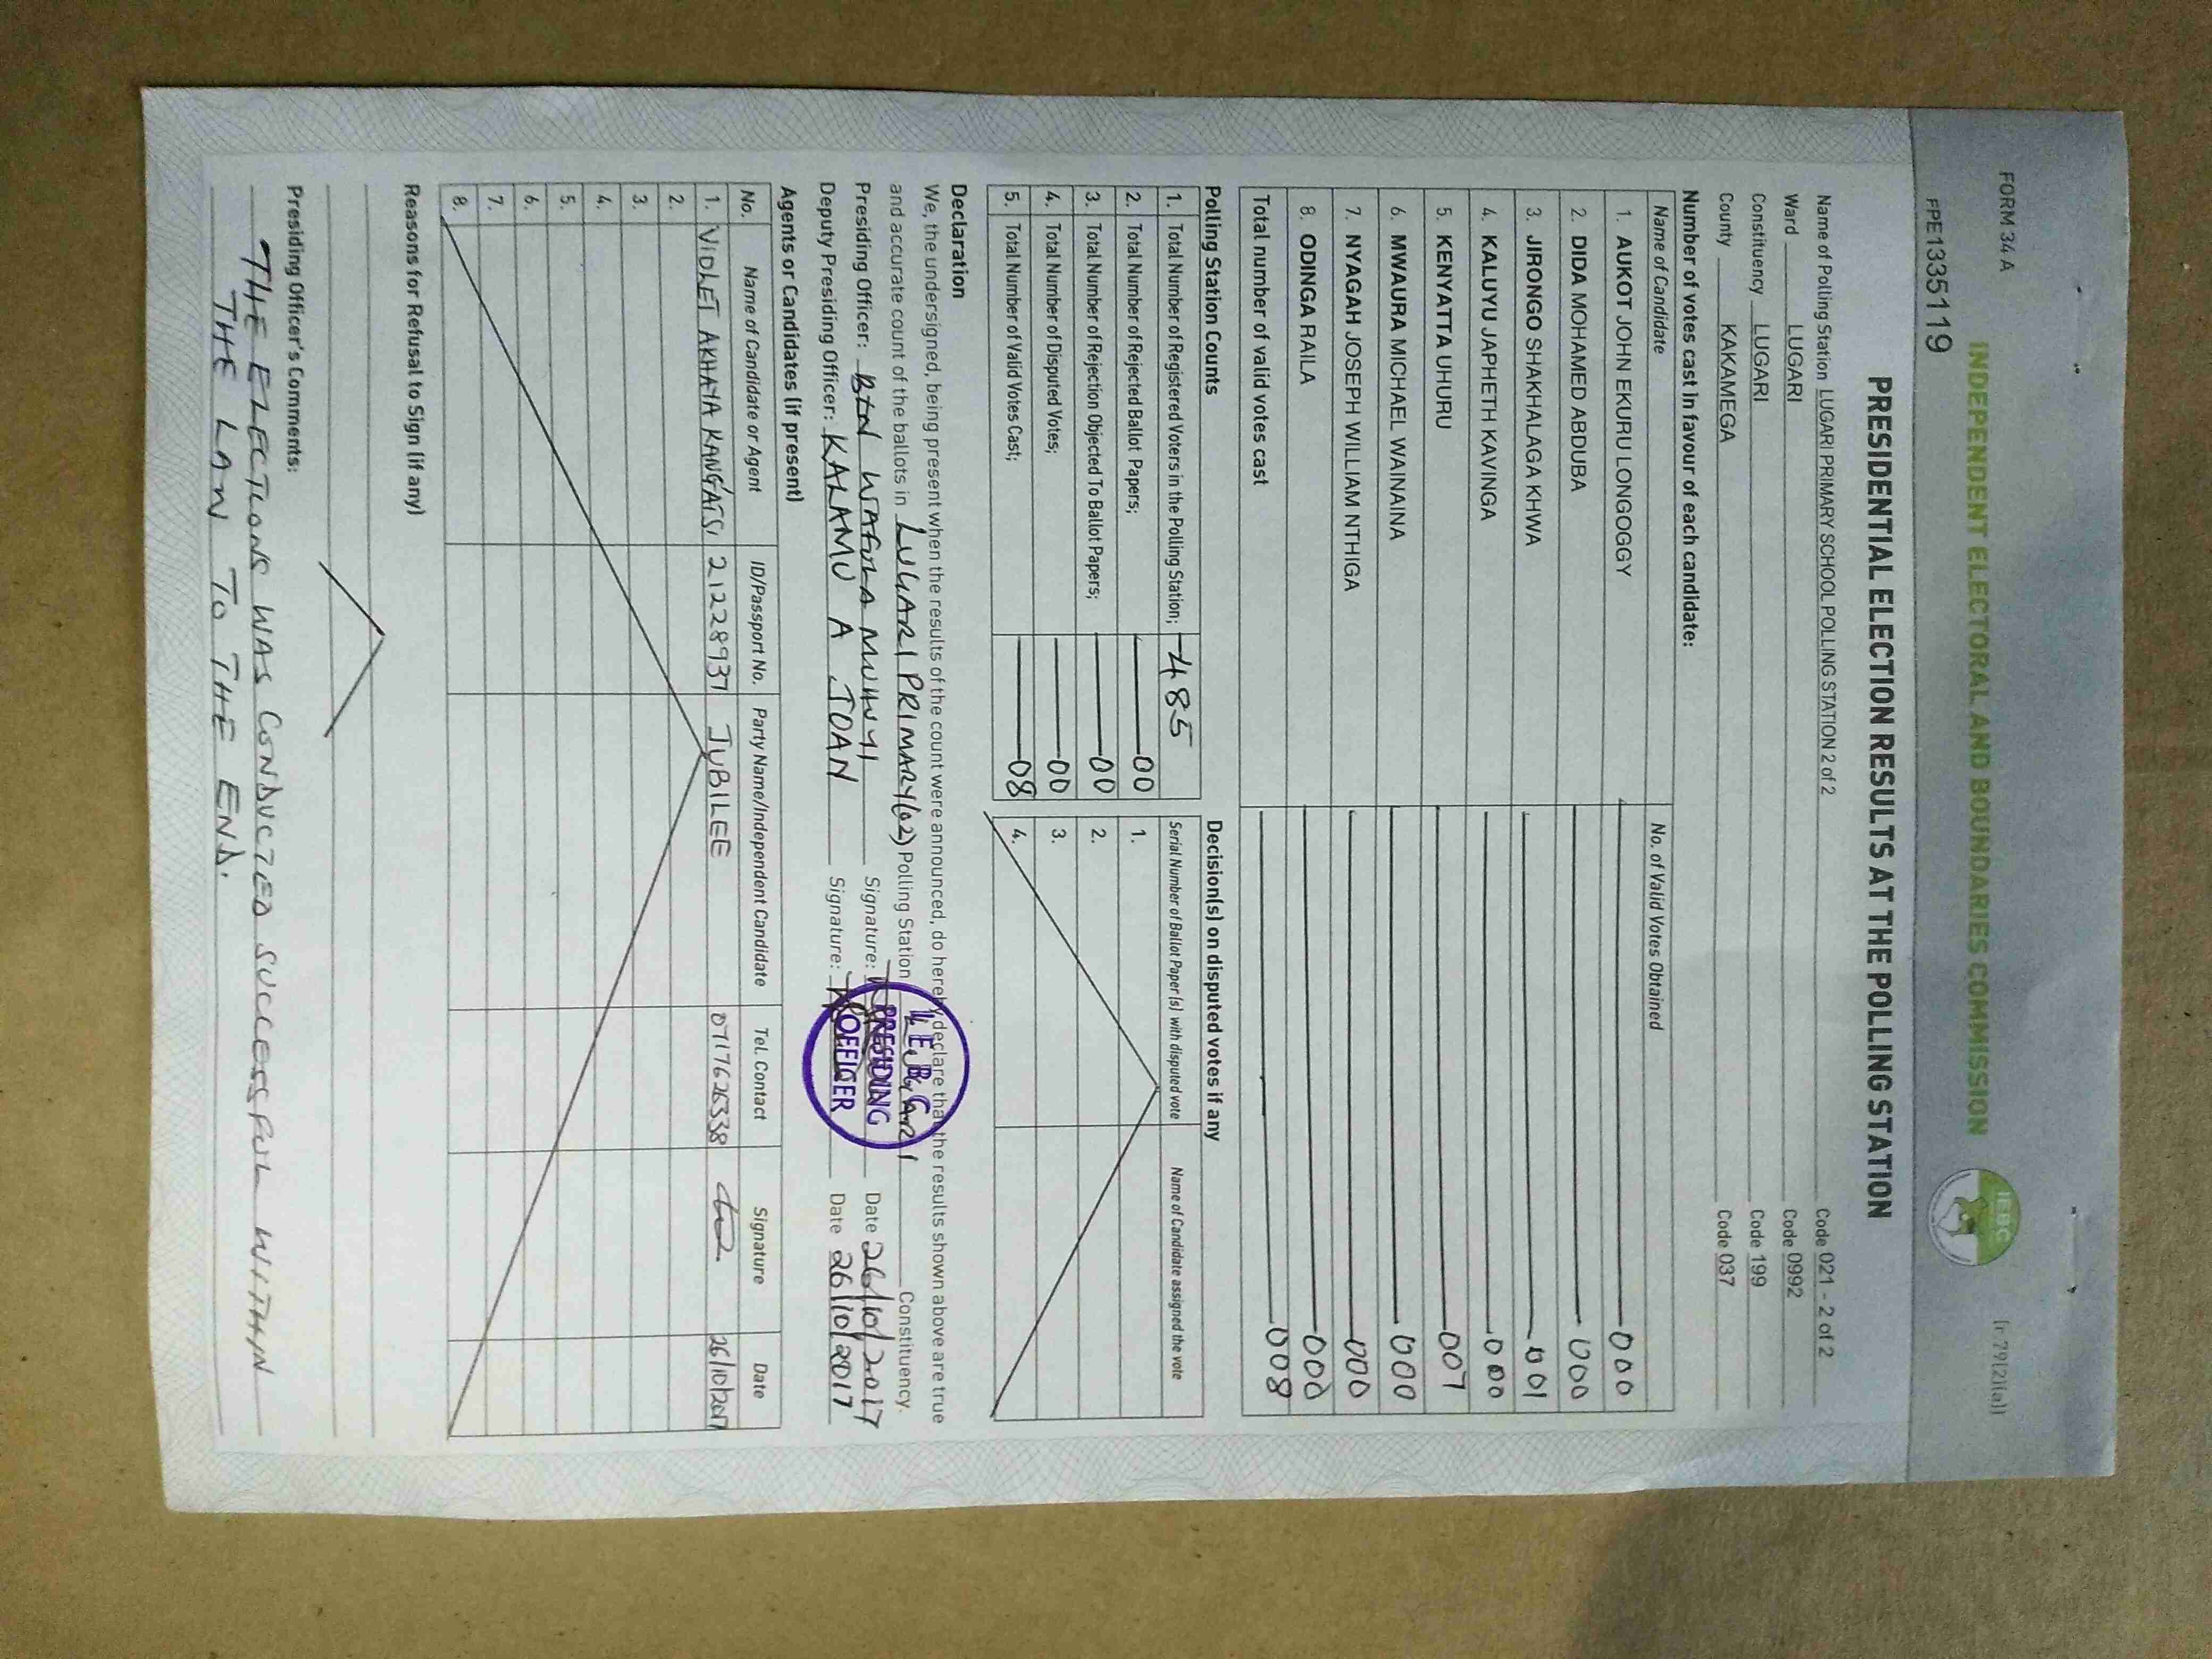 FORM 34 A
INDEPENDENT ELECTORAL AND BOUNDARIES COMMISSION
IEBC
(r 79(2)(a))
FPE1335119
PRESIDENTIAL ELECTION RESULTS AT THE POLLING STATION
Name of Polling Station LUGARI PRIMARY SCHOOL POLLING STATION 2 of 2 Code 021 - 2 of 2
Ward LUGARI Code 0992
Constituency LUGARI Code 199
County KAKAMEGA Code 037
Number of votes cast in favour of each candidate:
Name of Candidate No. of Valid Votes Obtained
1. AUKOT JOHN EKURU LONGOGGY 000
2. DIDA MOHAMED ABDUBA 000
3. JIRONGO SHAKHALAGA KHWA 001
4. KALUYU JAPHETH KAVINGA 000
5. KENYATTA UHURU 007
6. MWAURA MICHAEL WAINAINA 000
7. NYAGAH JOSEPH WILLIAM NTHIGA 000
8. ODINGA RAILA 000
Total number of valid votes cast 008
Polling Station Counts Decision(s) on disputed votes if any
1. Total Number of Registered Voters in the Polling Station; 485 Serial Number of Ballot Paper (s) with disputed vote Name of Candidate assigned the vote
2. Total Number of Rejected Ballot Papers; 00 1.
3. Total Number of Rejection Objected To Ballot Papers; 00 2.
4. Total Number of Disputed Votes; 00 3.
5. Total Number of Valid Votes Cast; 08 4.
Declaration
We, the undersigned, being present when the results of the count were announced, do hereby declare that the results shown above are true
and accurate count of the ballots in LUGARI PRIMARY (02) Polling Station LUGARI Constituency.
Presiding Officer: WAFULA Signature: Date 26/10/2017
Deputy Presiding Officer: KALAMU A JOAN Signature: Date 26/10/2017
I.E.B.C
PRESIDING
OFFICER
Agents or Candidates (if present)
No. Name of Candidate or Agent ID/Passport No. Party Name/Independent Candidate Tel. Contact Signature Date
1. VIOLET AKHAYA KANG'ATSI 21228937 JUBILEE 0717626338 26/10/2017
2.
3.
4.
5.
6.
7.
8.
Reasons for Refusal to Sign (if any)
Presiding Officer's Comments:
THE ELECTIONS WAS CONDUCTED SUCCESSFUL WITHIN
THE LAW TO THE END.